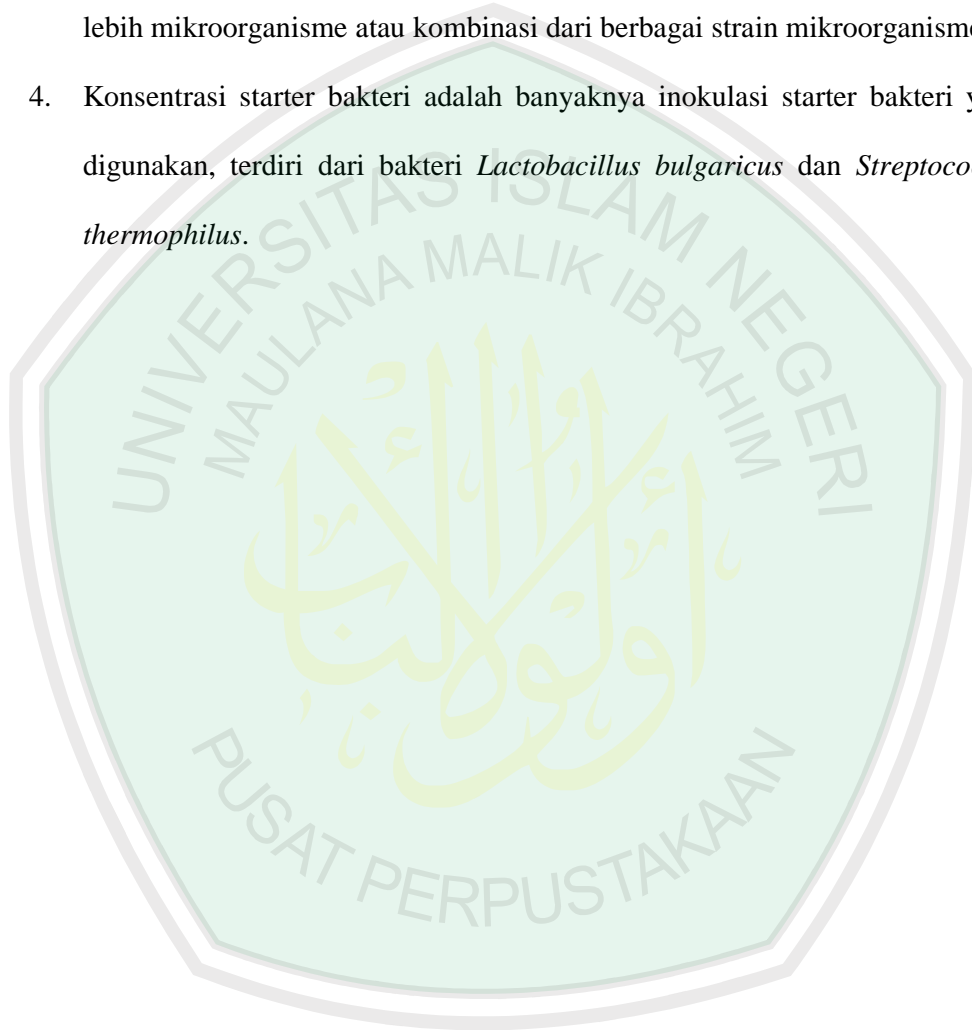 lebih mikroorganisme atau kombinasi dari berbagai strain mikroorganisme
4. Konsentrasi starter bakteri adalah banyaknya inokulasi starter bakteri y
digunakan, terdiri dari bakteri Lactobacillus bulgaricus dan Streptoco
thermophilus.
UNIVERSITAS ISLAM NEGERI
MAULANA MALIK IBRAHIM
PUSAT PERPUSTAKAAN